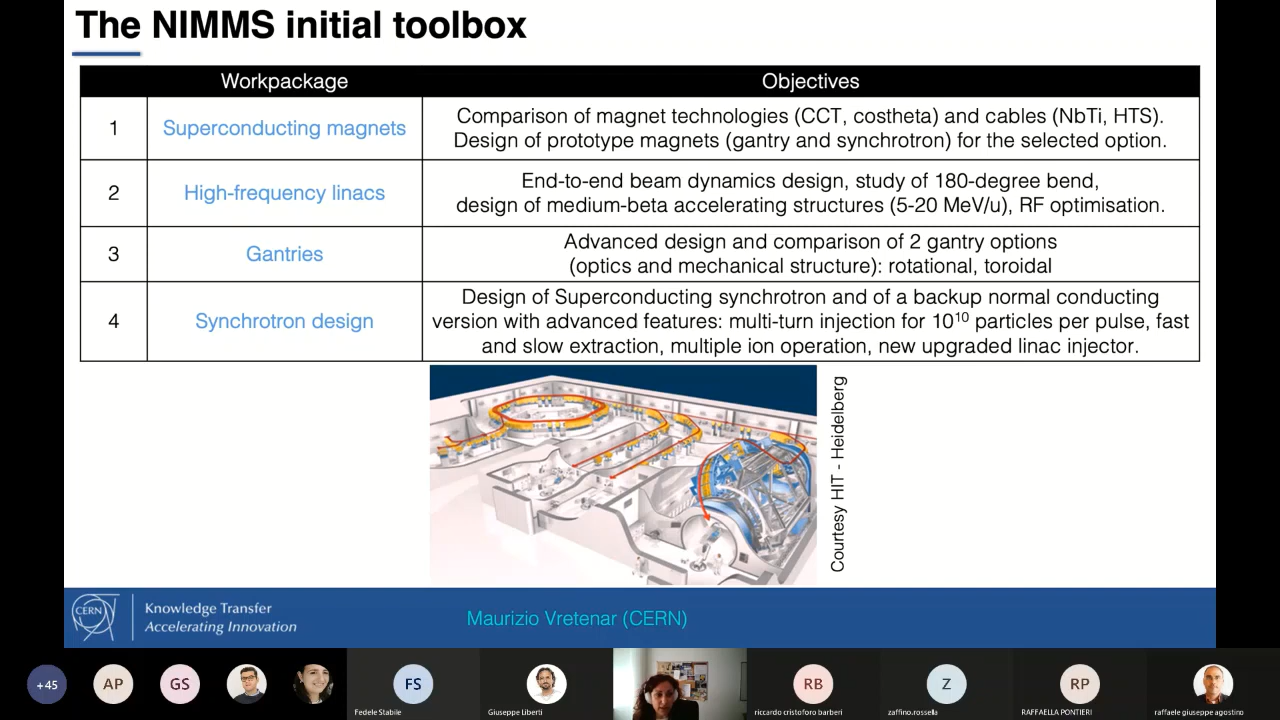 The NIMMS initial toolbox
Workpackage
Objectives
1
Superconducting magnets
Comparison of magnet technologies (CCT, costheta) and cables (NbTi, HTS).
Design of prototype magnets (gantry and synchrotron) for the selected option.
2
High-frequency linacs
End-to-end beam dynamics design, study of 180-degree bend,
design of medium-beta accelerating structures (5-20 MeV/u), RF optimisation.
3
Gantries
Advanced design and comparison of 2 gantry options
(optics and mechanical structure): rotational, toroidal
4
Synchrotron design
Design of Superconducting synchrotron and of a backup normal conducting
version with advanced features: multi-turn injection for 10¹⁰ particles per pulse, fast
and slow extraction, multiple ion operation, new upgraded linac injector.
Courtesy HIT - Heidelberg
CERN
Knowledge Transfer
Accelerating Innovation
Maurizio Vretenar (CERN)
+45
AP
GS
FS
Fedele Stabile
Giuseppe Liberti
RB
riccardo cristoforo barberi
Z
zaffino.rossella
RP
RAFFAELLA PONTIERI
raffaele giuseppe agostino